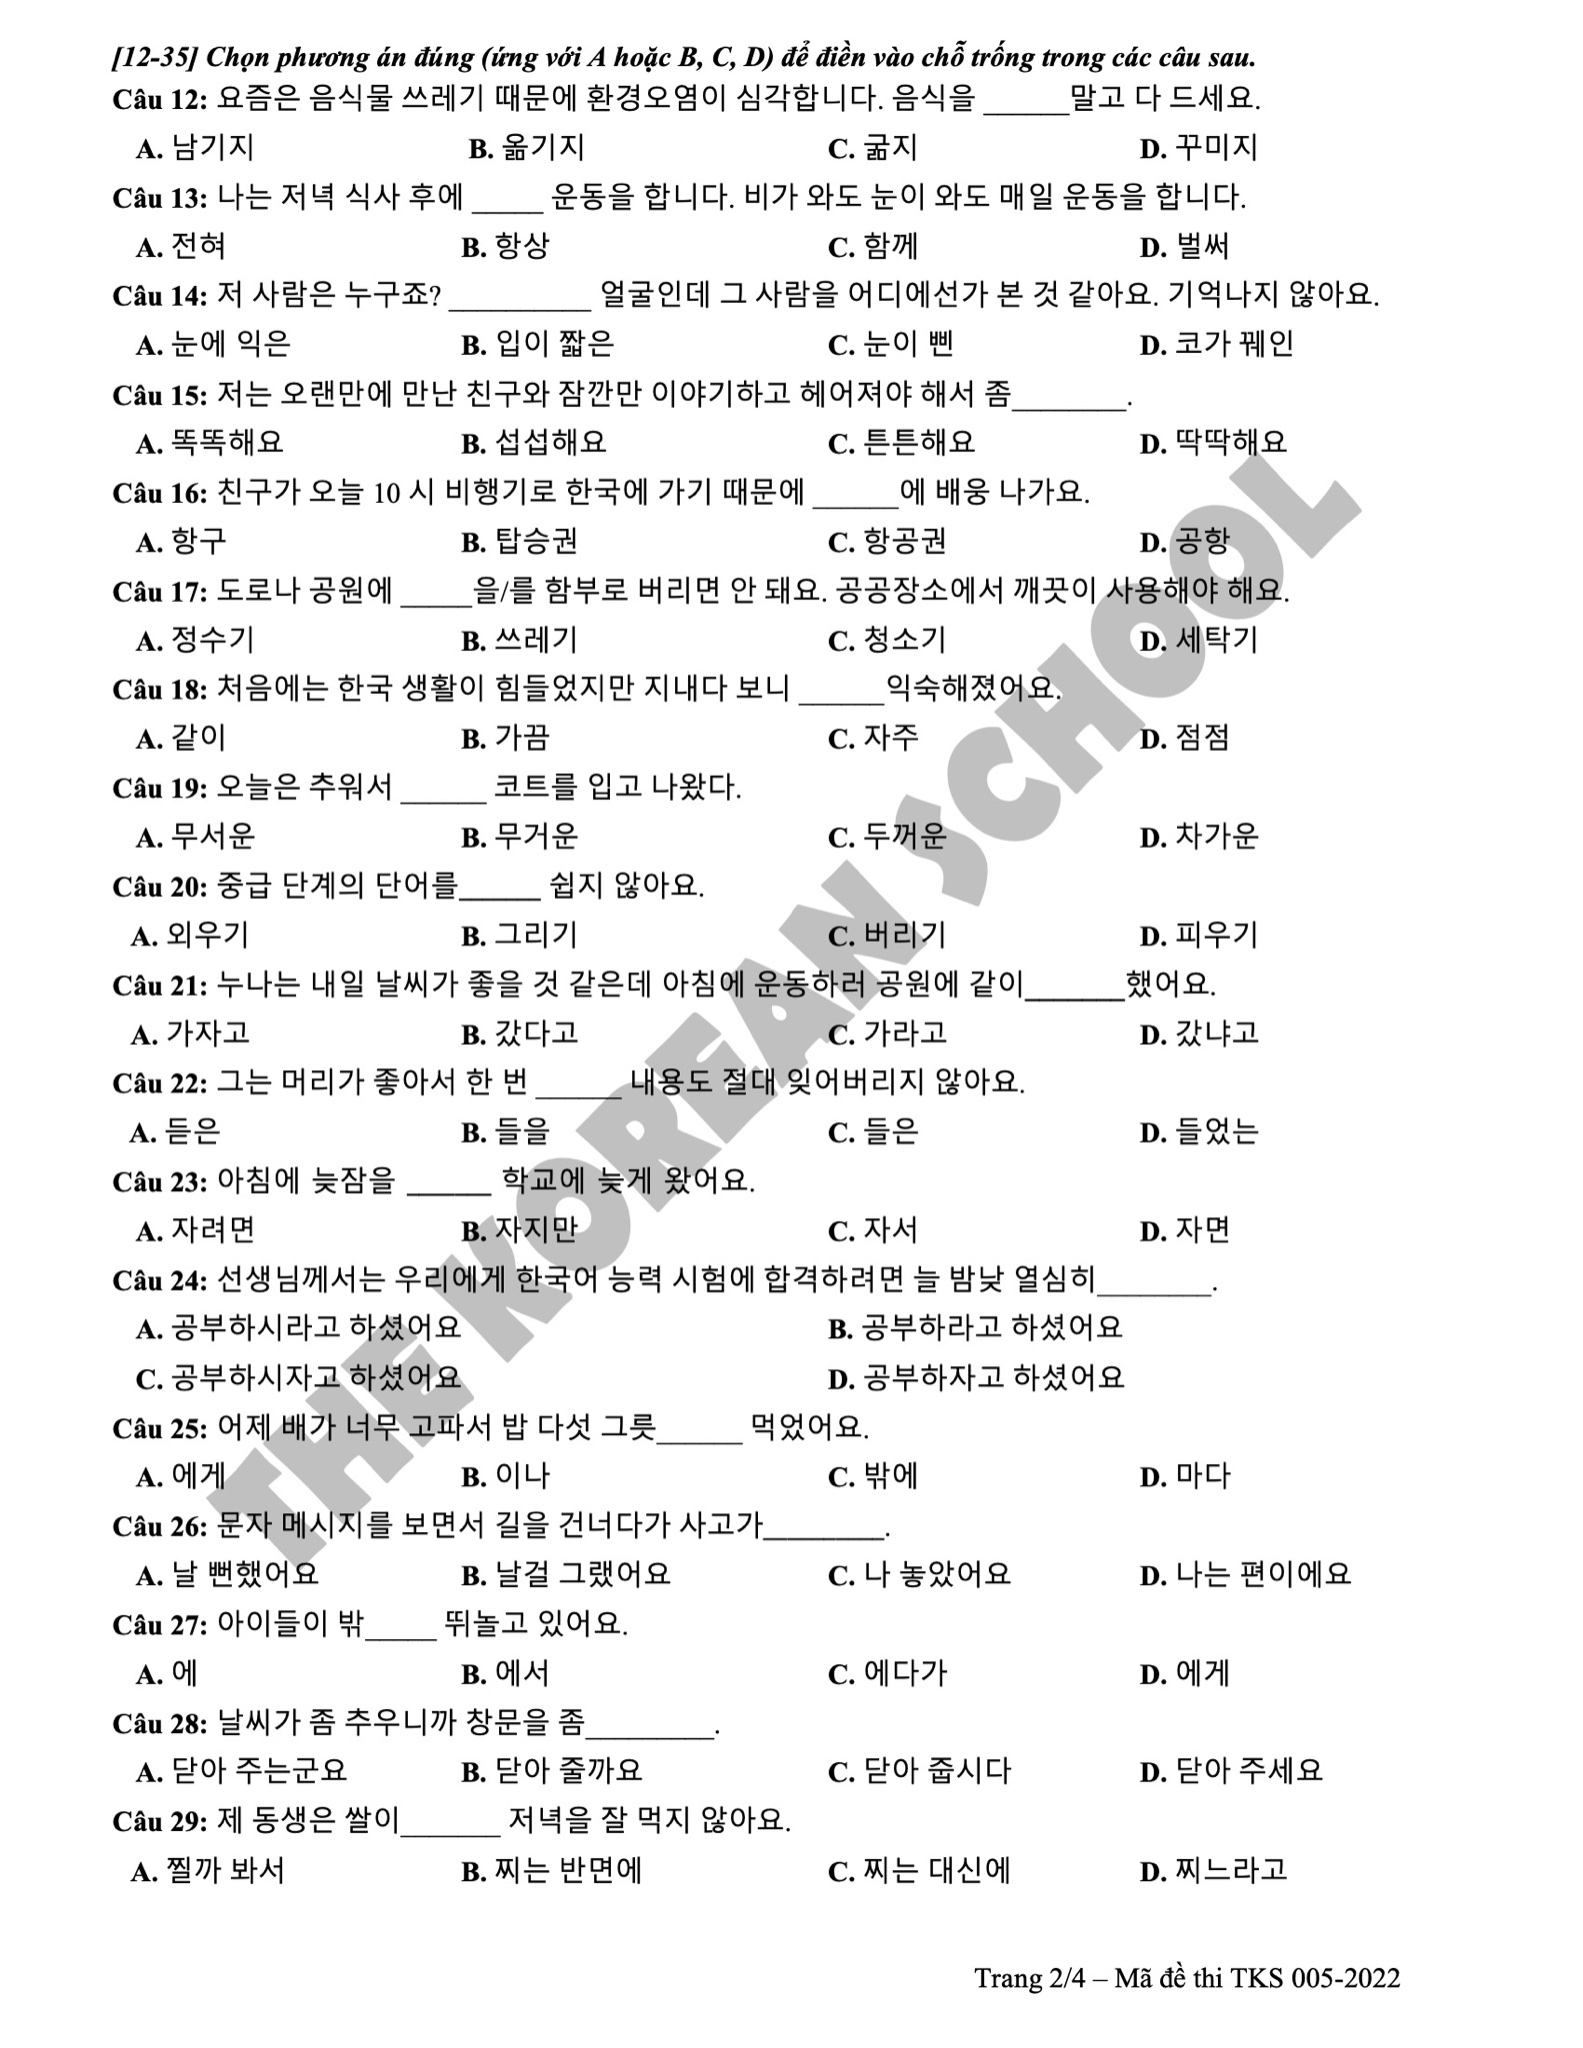 [12-35] Chọn phương án đúng (ứng với A hoặc B, C, D) để điền vào chỗ trống trong các câu sau.
Câu 12: 요즘은 음식물 쓰레기 때문에 환경오염이 심각합니다. 음식을 ______말고 다 드세요.
A. 남기지 B. 옮기지 C. 굶지 D. 꾸미지
Câu 13: 나는 저녁 식사 후에 _____ 운동을 합니다. 비가 와도 눈이 와도 매일 운동을 합니다.
A. 전혀 B. 항상 C. 함께 D. 벌써
Câu 14: 저 사람은 누구죠? __________ 얼굴인데 그 사람을 어디에선가 본 것 같아요. 기억나지 않아요.
A. 눈에 익은 B. 입이 짧은 C. 눈이 삔 D. 코가 꿰인
Câu 15: 저는 오랜만에 만난 친구와 잠깐만 이야기하고 헤어져야 해서 좀________.
A. 똑똑해요 B. 섭섭해요 C. 튼튼해요 D. 딱딱해요
Câu 16: 친구가 오늘 10 시 비행기로 한국에 가기 때문에 ______에 배웅 나가요.
A. 항구 B. 탑승권 C. 항공권 D. 공항
Câu 17: 도로나 공원에 _____을/를 함부로 버리면 안 돼요. 공공장소에서 깨끗이 사용해야 해요.
A. 정수기 B. 쓰레기 C. 청소기 D. 세탁기
Câu 18: 처음에는 한국 생활이 힘들었지만 지내다 보니 ______익숙해졌어요.
A. 같이 B. 가끔 C. 자주 D. 점점
Câu 19: 오늘은 추워서 ______ 코트를 입고 나왔다.
A. 무서운 B. 무거운 C. 두꺼운 D. 차가운
Câu 20: 중급 단계의 단어를______ 쉽지 않아요.
A. 외우기 B. 그리기 C. 버리기 D. 피우기
Câu 21: 누나는 내일 날씨가 좋을 것 같은데 아침에 운동하러 공원에 같이_______했어요.
A. 가자고 B. 갔다고 C. 가라고 D. 갔냐고
Câu 22: 그는 머리가 좋아서 한 번 ______ 내용도 절대 잊어버리지 않아요.
A. 듣은 B. 들을 C. 들은 D. 들었는
Câu 23: 아침에 늦잠을 ______ 학교에 늦게 왔어요.
A. 자려면 B. 자지만 C. 자서 D. 자면
Câu 24: 선생님께서는 우리에게 한국어 능력 시험에 합격하려면 늘 밤낮 열심히________.
A. 공부하시라고 하셨어요 B. 공부하라고 하셨어요
C. 공부하시자고 하셨어요 D. 공부하자고 하셨어요
Câu 25: 어제 배가 너무 고파서 밥 다섯 그릇______ 먹었어요.
A. 에게 B. 이나 C. 밖에 D. 마다
Câu 26: 문자 메시지를 보면서 길을 건너다가 사고가________.
A. 날 뻔했어요 B. 날걸 그랬어요 C. 나 놓았어요 D. 나는 편이에요
Câu 27: 아이들이 밖_____ 뛰놀고 있어요.
A. 에 B. 에서 C. 에다가 D. 에게
Câu 28: 날씨가 좀 추우니까 창문을 좀_________.
A. 닫아 주는군요 B. 닫아 줄까요 C. 닫아 줍시다 D. 닫아 주세요
Câu 29: 제 동생은 쌀이_______ 저녁을 잘 먹지 않아요.
A. 찔까 봐서 B. 찌는 반면에 C. 찌는 대신에 D. 찌느라고
THE KOREAN SCHOOL
Trang 2/4 – Mã đề thi TKS 005-2022